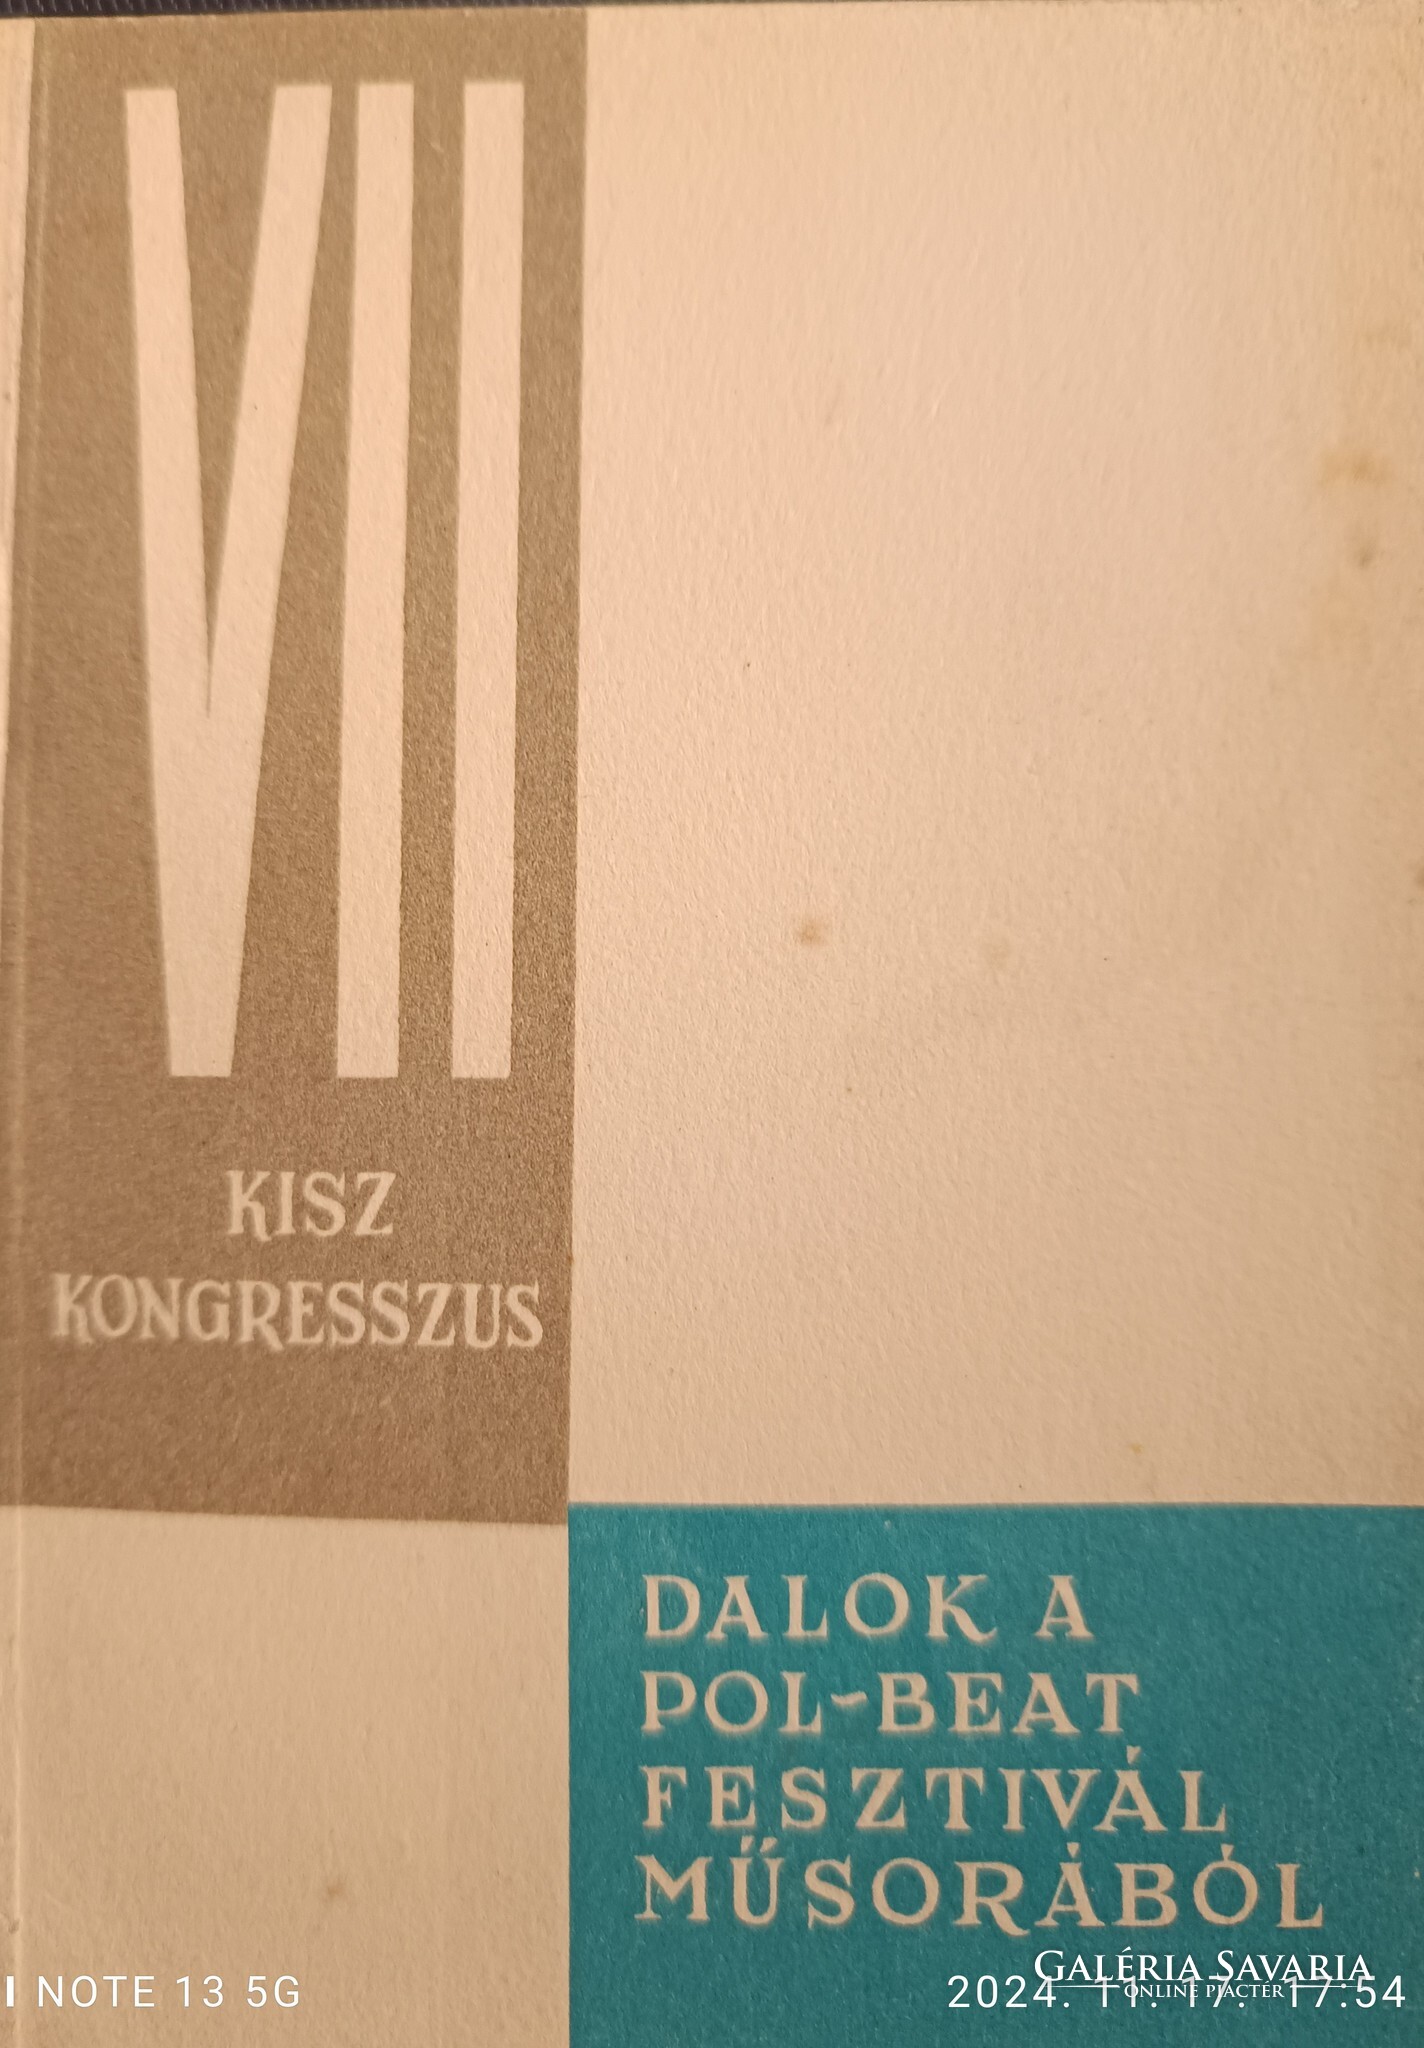 VII
KISZ
KONGRESSZUS
DALOK A
POL-BEAT
FESZTIVÁL
MŰSORÁBÓL
GALÉRIA SAVARIA
ONLINE PIACTÉR
I NOTE 13 5G
2024. 11. 17. 17:54